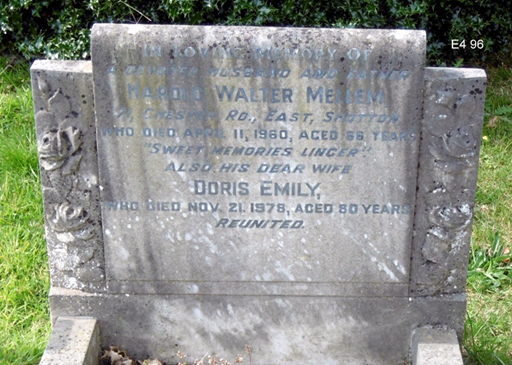 E4 96
IN LOVING MEMORY OF
A DEVOTED HUSBAND AND FATHER
HAROLD WALTER
CHESTER RD., EAST, SHOTTON,
WHO DIED, APRIL 11, 1960, AGED 66 YEARS
"SWEET MEMORIES LINGER"
ALSO, HIS DEAR WIFE
DORIS EMILY,
WHO DIED NOV. 21, 1978, AGED 80 YEARS
REUNITED.